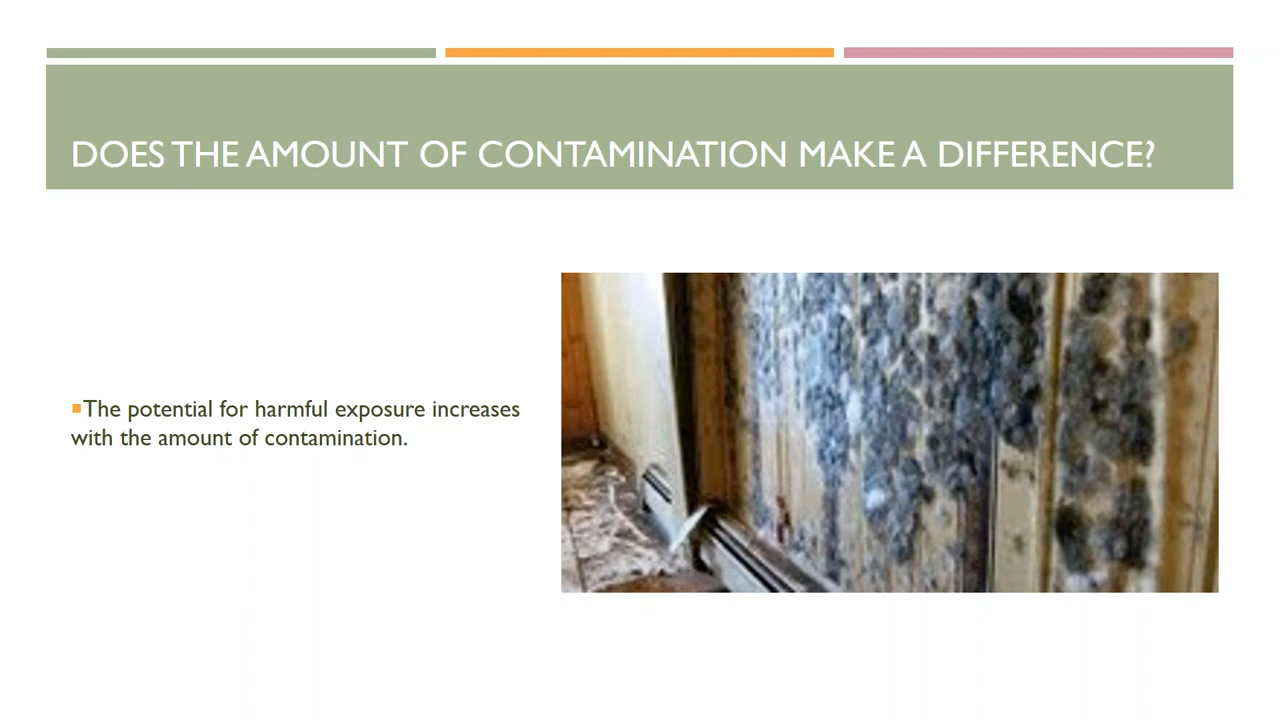 DOES THE AMOUNT OF CONTAMINATION MAKE A DIFFERENCE?
▪The potential for harmful exposure increases
with the amount of contamination.